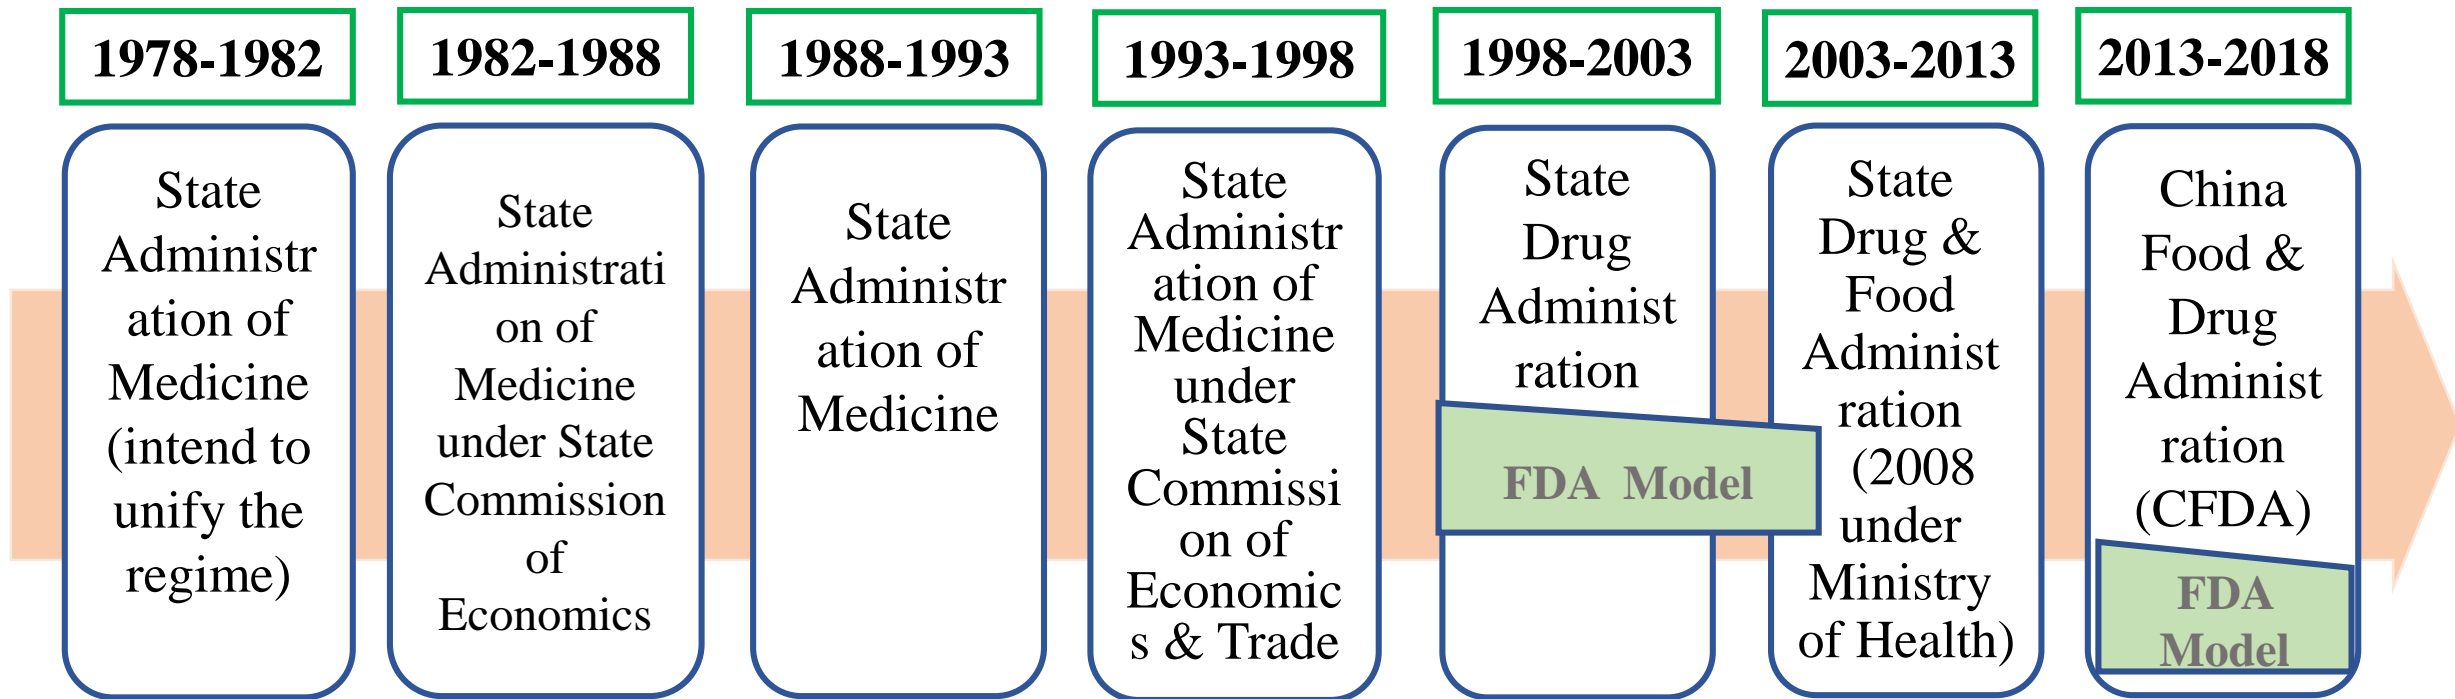 1978-1982
1982-1988
1988-1993
1993-1998
1998-2003
2003-2013
2013-2018
State
Administr
ation of
Medicine
(intend to
unify the
regime)
State
Administrati
on of
Medicine
under State
Commission
of
Economics
State
Administr
ation of
Medicine
State
Administr
ation of
Medicine
under
State
Commissi
on of
Economic
s & Trade
State
Drug
Administ
ration
FDA  Model
State
Drug &
Food
Administ
ration
(2008
under
Ministry
of Health)
China
Food &
Drug
Administ
ration
(CFDA)
FDA
Model